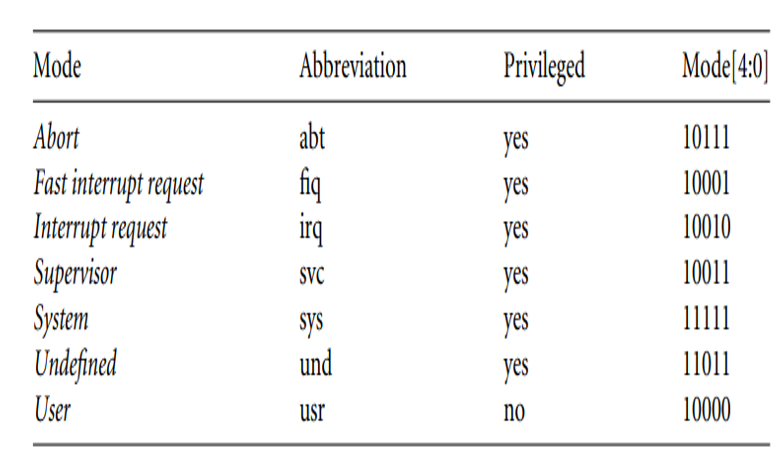 Mode Abbreviation Privileged Mode[4:0]
Abort abt yes 10111
Fast interrupt request fiq yes 10001
Interrupt request irq yes 10010
Supervisor svc yes 10011
System sys yes 11111
Undefined und yes 11011
User usr no 10000